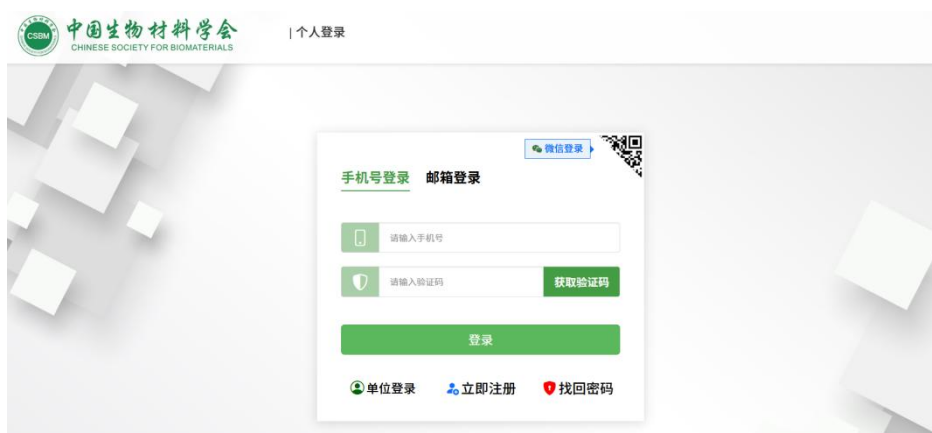 CSBM
中国生物材料学会
CHINESE SOCIETY FOR BIOMATERIALS
| 个人登录
微信登录
手机号登录 邮箱登录
请输入手机号
请输入验证码 获取验证码
登录
单位登录 立即注册 找回密码